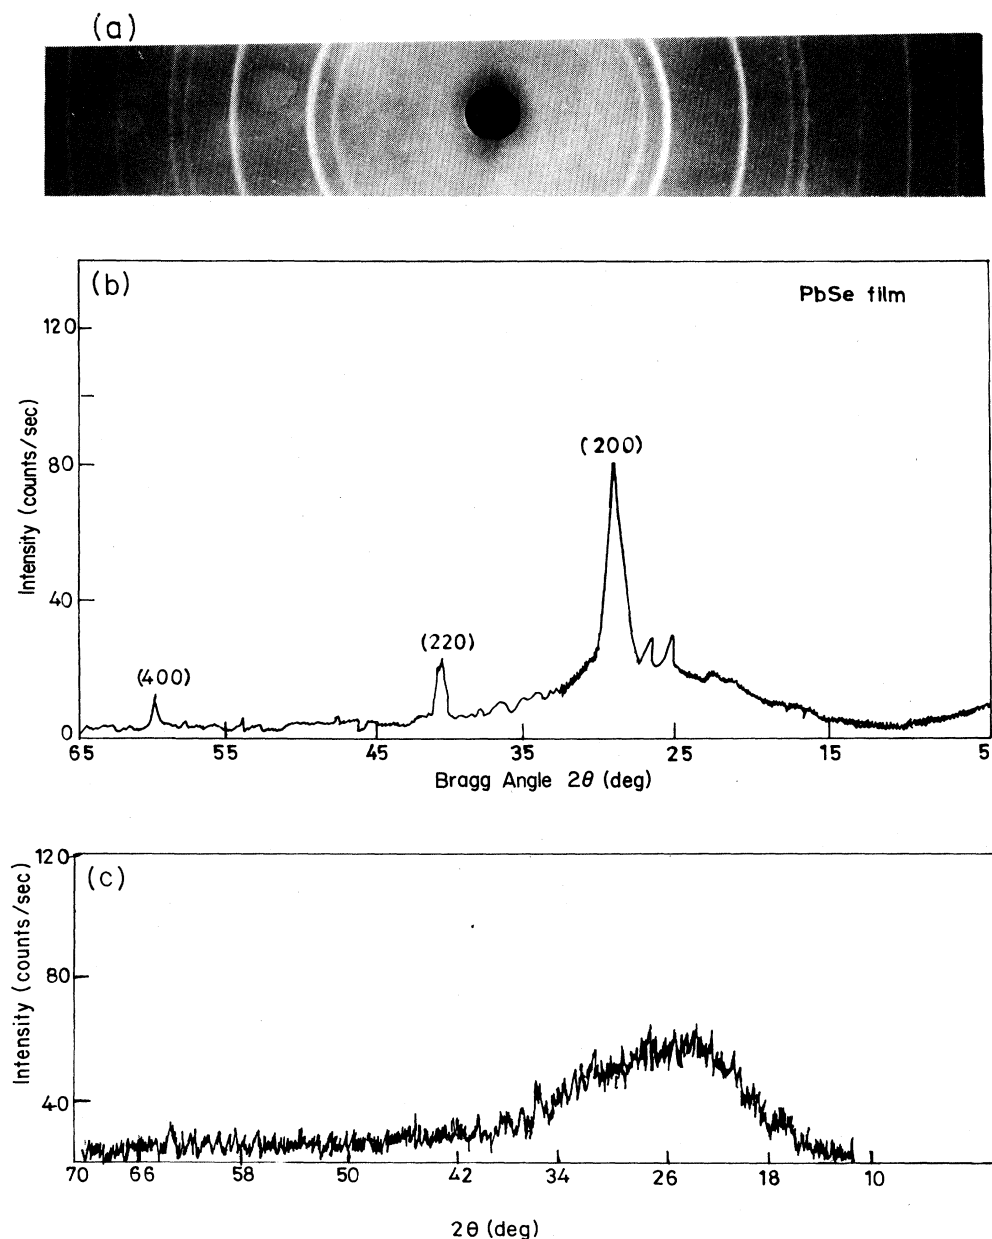 (a)
(b)
PbSe film
120
80
40
0
Intensity (counts/sec)
(200)
(220)
(400)
65 55 45 35 25 15 5
Bragg Angle 2θ (deg)
(c)
120
80
40
Intensity (counts/sec)
70 66 58 50 42 34 26 18 10
2θ (deg)